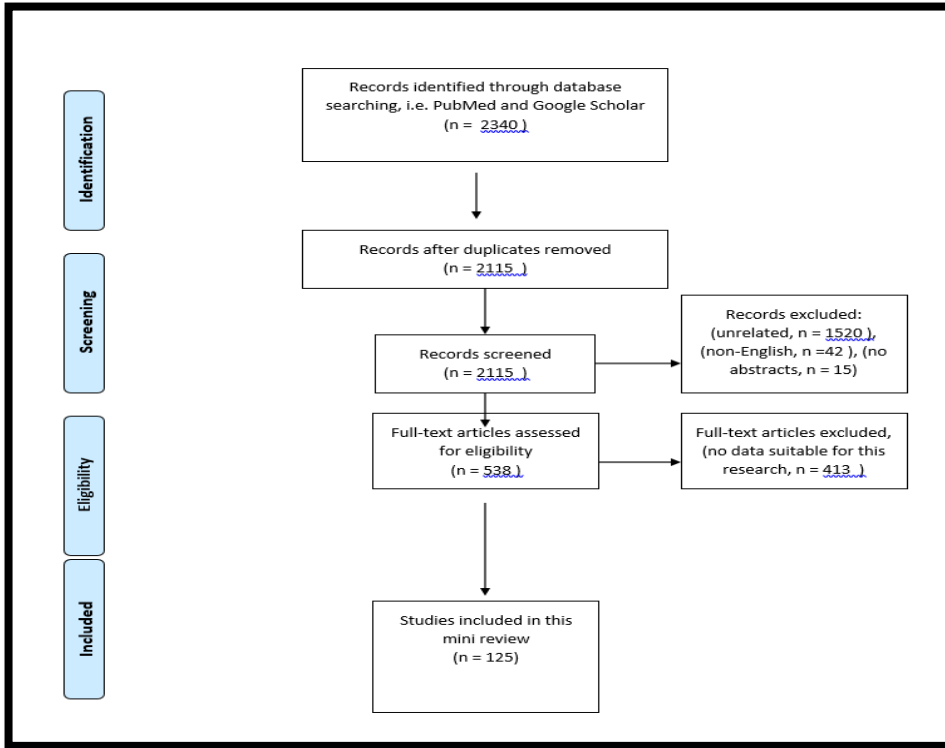 Identification
Records identified through database
searching, i.e. PubMed and Google Scholar
(n =  2340 )
Screening
Records after duplicates removed
(n = 2115  )
Records screened
(n = 2115  )
Records excluded:
(unrelated, n = 1520 ),
(non-English, n =42 ), (no
abstracts, n = 15)
Eligibility
Full-text articles assessed
for eligibility
(n = 538 )
Full-text articles excluded,
(no data suitable for this
research, n = 413  )
Included
Studies included in this
mini review
(n = 125)